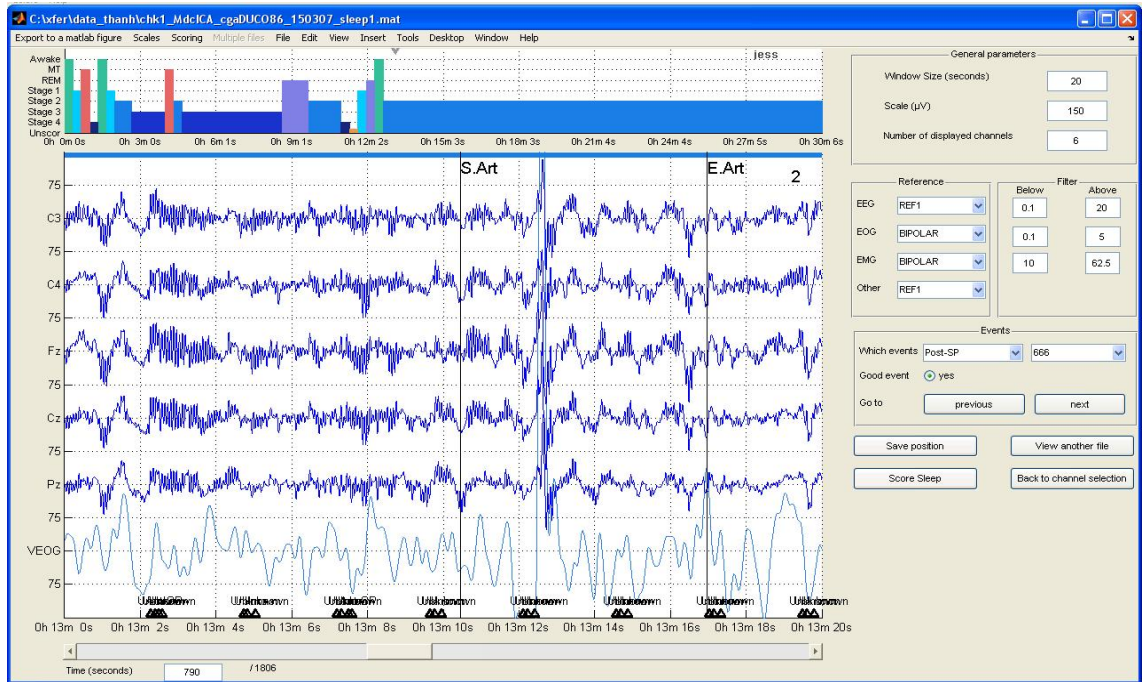 C:\xfer\data_thanh\chk1_MdcICA_cgaDUCO86_150307_sleep1.mat
Export to a matlab figure Scales Scoring Multiple files File Edit View Insert Tools Desktop Window Help
jess
Awake
MT
REM
Stage 1
Stage 2
Stage 3
Stage 4
Unscor
0h 0m 0s 0h 3m 0s 0h 6m 1s 0h 9m 1s 0h 12m 2s 0h 15m 3s 0h 18m 3s 0h 21m 4s 0h 24m 4s 0h 27m 5s 0h 30m 6s
S.Art E.Art 2
75
C3
75
C4
75
Fz
75
Cz
75
Pz
75
VEOG
75
0h 13m 0s 0h 13m 2s 0h 13m 4s 0h 13m 6s 0h 13m 8s 0h 13m 10s 0h 13m 12s 0h 13m 14s 0h 13m 16s 0h 13m 18s 0h 13m 20s
Time (seconds) 790 / 1806
General parameters
Window Size (seconds) 20
Scale (µV) 150
Number of displayed channels 6
Reference
EEG REF1
EOG BIPOLAR
EMG BIPOLAR
Other REF1
Filter
Below Above
0.1 20
0.1 5
10 62.5
Events
Which events Post-SP 666
Good event yes
Go to previous next
Save position View another file
Score Sleep Back to channel selection